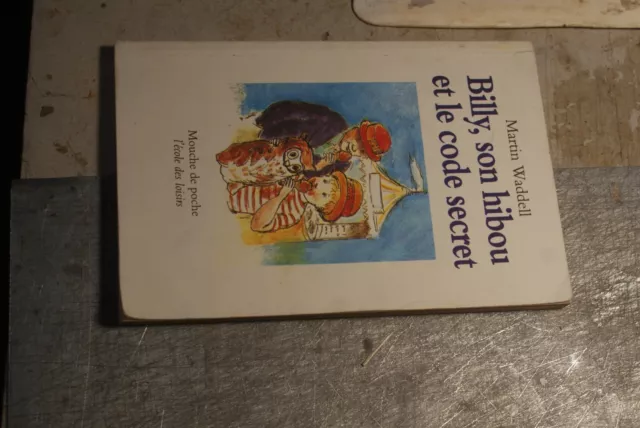 Martin Waddell
Billy, son hibou
et le code secret
Mouche de poche
l'école des loisirs